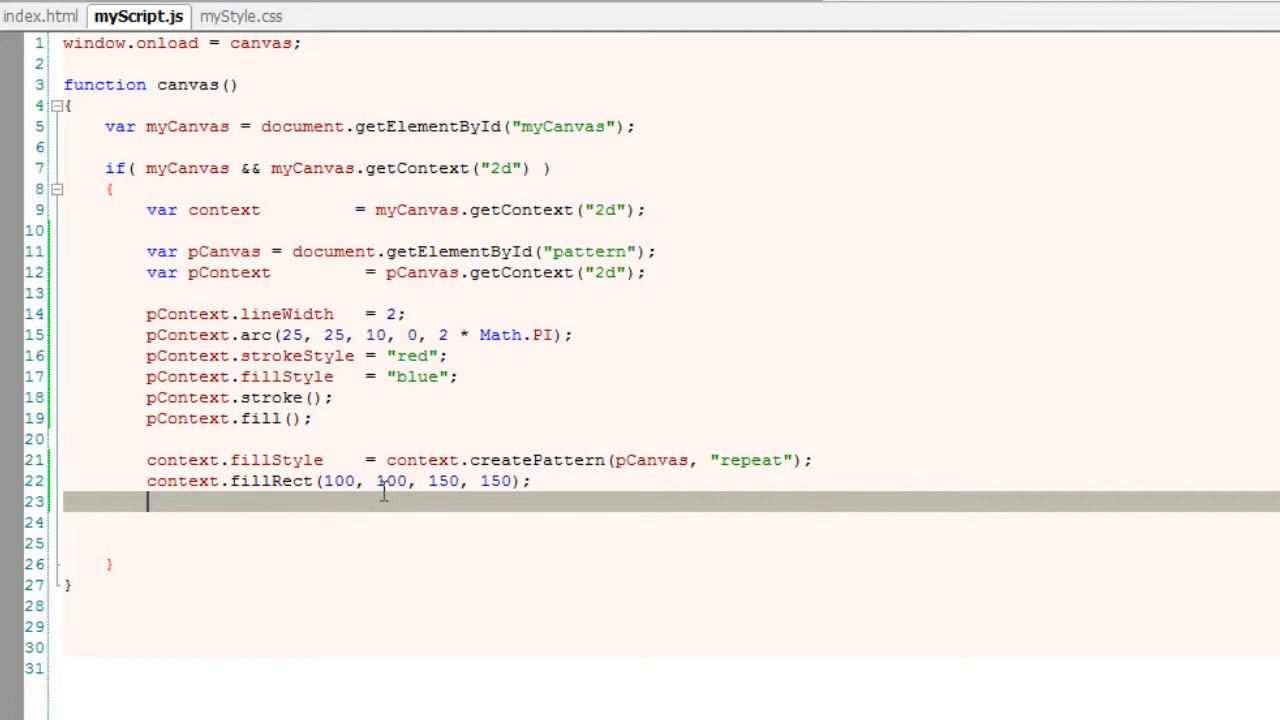 index.html myScript.js myStyle.css
1 window.onload = canvas;
2
3 function canvas()
4 {
5 var myCanvas = document.getElementById("myCanvas");
6
7 if( myCanvas && myCanvas.getContext("2d") )
8 {
9 var context = myCanvas.getContext("2d");
10
11 var pCanvas = document.getElementById("pattern");
12 var pContext = pCanvas.getContext("2d");
13
14 pContext.lineWidth = 2;
15 pContext.arc(25, 25, 10, 0, 2 * Math.PI);
16 pContext.strokeStyle = "red";
17 pContext.fillStyle = "blue";
18 pContext.stroke();
19 pContext.fill();
20
21 context.fillStyle = context.createPattern(pCanvas, "repeat");
22 context.fillRect(100, 100, 150, 150);
23
24
25
26 }
27 }
28
29
30
31